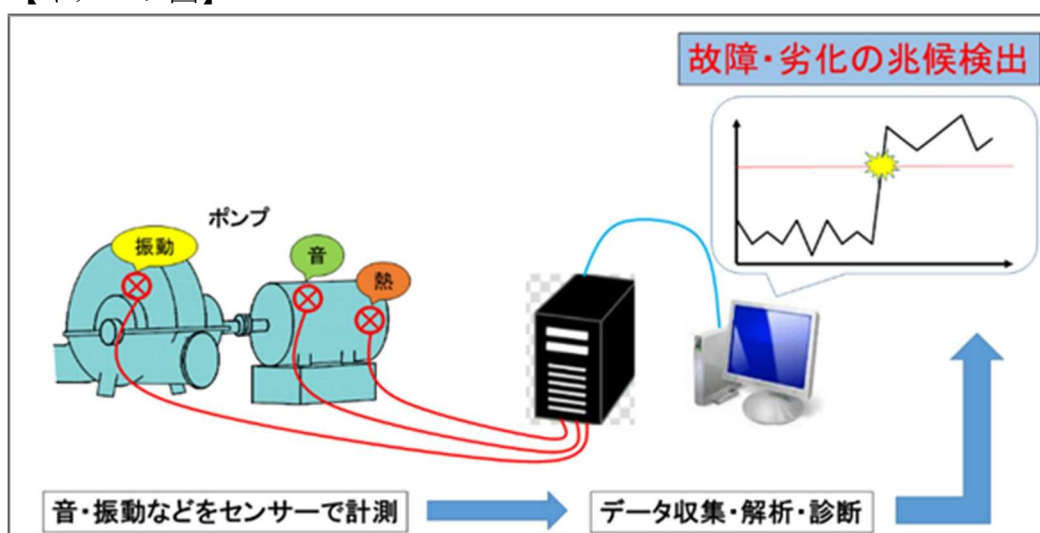 故障・劣化の兆候検出
ポンプ
振動
音
熱
音・振動などをセンサーで計測
データ収集・解析・診断